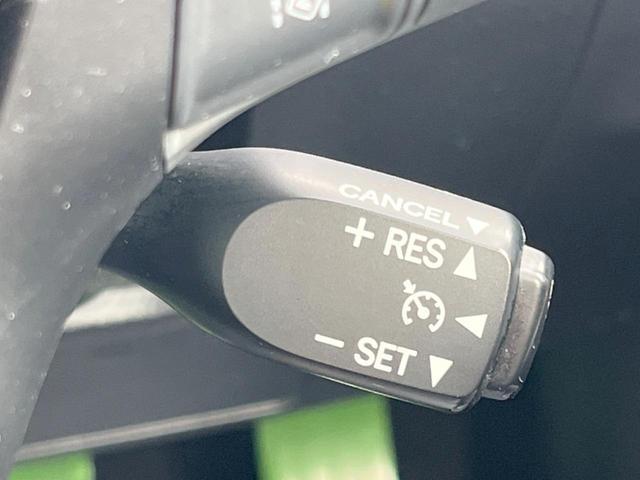 CANCEL ▼
+ RES ▲
◀
− SET ▼